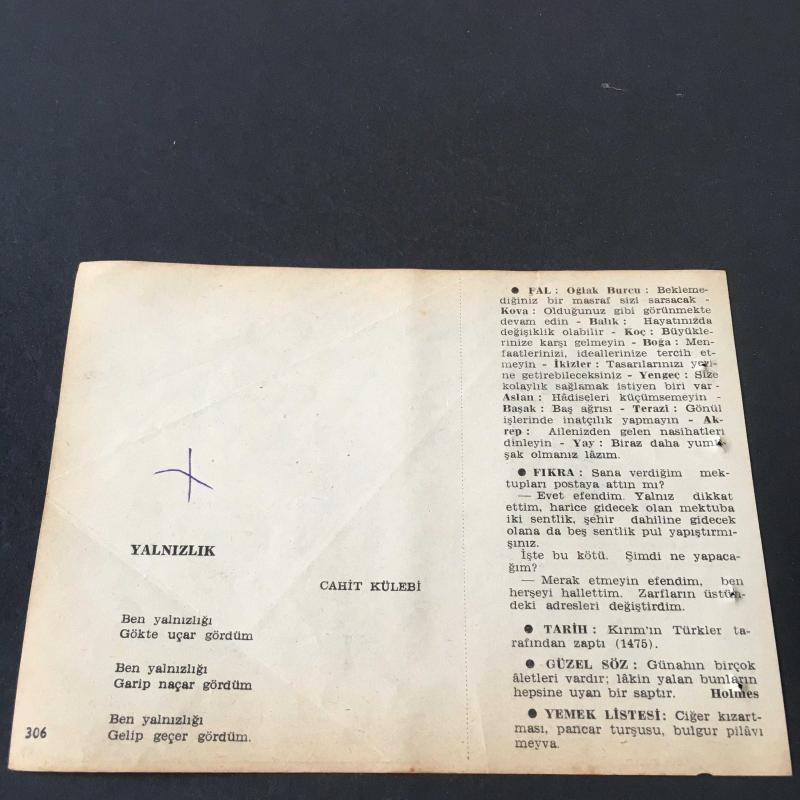 YALNIZLIK
CAHİT KÜLEBİ
Ben yalnızlığı
Gökte uçar gördüm
Ben yalnızlığı
Garip naçar gördüm
Ben yalnızlığı
Gelip geçer gördüm.
306
● FAL : Oğlak Burcu : Bekleme-
diğiniz bir masraf sizi sarsacak -
Kova : Olduğunuz gibi görünmekte
devam edin - Balık : Hayatınızda
değişiklik olabilir - Koç : Büyükle-
rinize karşı gelmeyin - Boğa : Men-
faatlerinizi, ideallerinize tercih et-
meyin - İkizler : Tasarılarınızı yeri-
ne getirebileceksiniz - Yengeç : Size
kolaylık sağlamak istiyen biri var -
Aslan : Hâdiseleri küçümsemeyin -
Başak : Baş ağrısı - Terazi : Gönül
işlerinde inatçılık yapmayın - Ak-
rep : Ailenizden gelen nasihatleri
dinleyin - Yay : Biraz daha yumu-
şak olmanız lâzım.
● FIKRA : Sana verdiğim mek-
tupları postaya attın mı?
— Evet efendim. Yalnız dikkat
ettim, harice gidecek olan mektuba
iki sentlik, şehir dahiline gidecek
olana da beş sentlik pul yapıştırmı-
şınız.
İşte bu kötü. Şimdi ne yapaca-
ğım?
— Merak etmeyin efendim, ben
herşeyi hallettim. Zarfların üstün-
deki adresleri değiştirdim.
● TARİH : Kırım'ın Türkler ta-
rafından zaptı (1475).
● GÜZEL SÖZ : Günahın birçok
âletleri vardır; lâkin yalan bunların
hepsine uyan bir saptır. Holmes
● YEMEK LİSTESİ: Ciğer kızart-
ması, pancar turşusu, bulgur pilâvı
meyva.